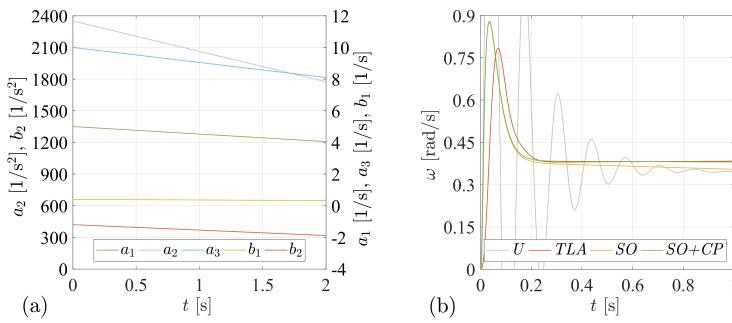 2400
2100
1800
1500
1200
900
600
300
0
a₂ [1/s²], b₂ [1/s²]
12
10
8
6
4
2
0
−2
−4
a₁ [1/s], a₃ [1/s], b₁ [1/s]
a₁ a₂ a₃ b₁ b₂
0 0.5 1 1.5 2
t [s]
(a)
0.9
0.75
0.6
0.45
0.3
0.15
0
ω [rad/s]
U TLA SO SO+CP
0 0.2 0.4 0.6 0.8
t [s]
(b)